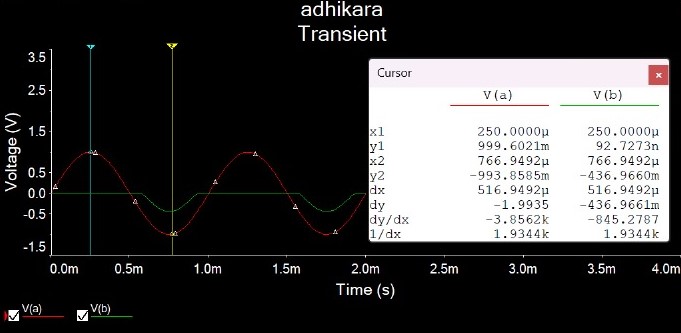 adhikara
Transient
Cursor
x
V(a) V(b)
x1 250.0000µ 250.0000µ
y1 999.6021m 92.7273n
x2 766.9492µ 766.9492µ
y2 -993.8585m -436.9660m
dx 516.9492µ 516.9492µ
dy -1.9935 -436.9661m
dy/dx -3.8562k -845.2787
1/dx 1.9344k 1.9344k
Voltage (V)
3.5
2.5
1.5
0.5
0.0
-0.5
-1.5
0.0m 0.5m 1.0m 1.5m 2.0m 2.5m 3.0m 3.5m 4.0m
Time (s)
V(a) V(b)